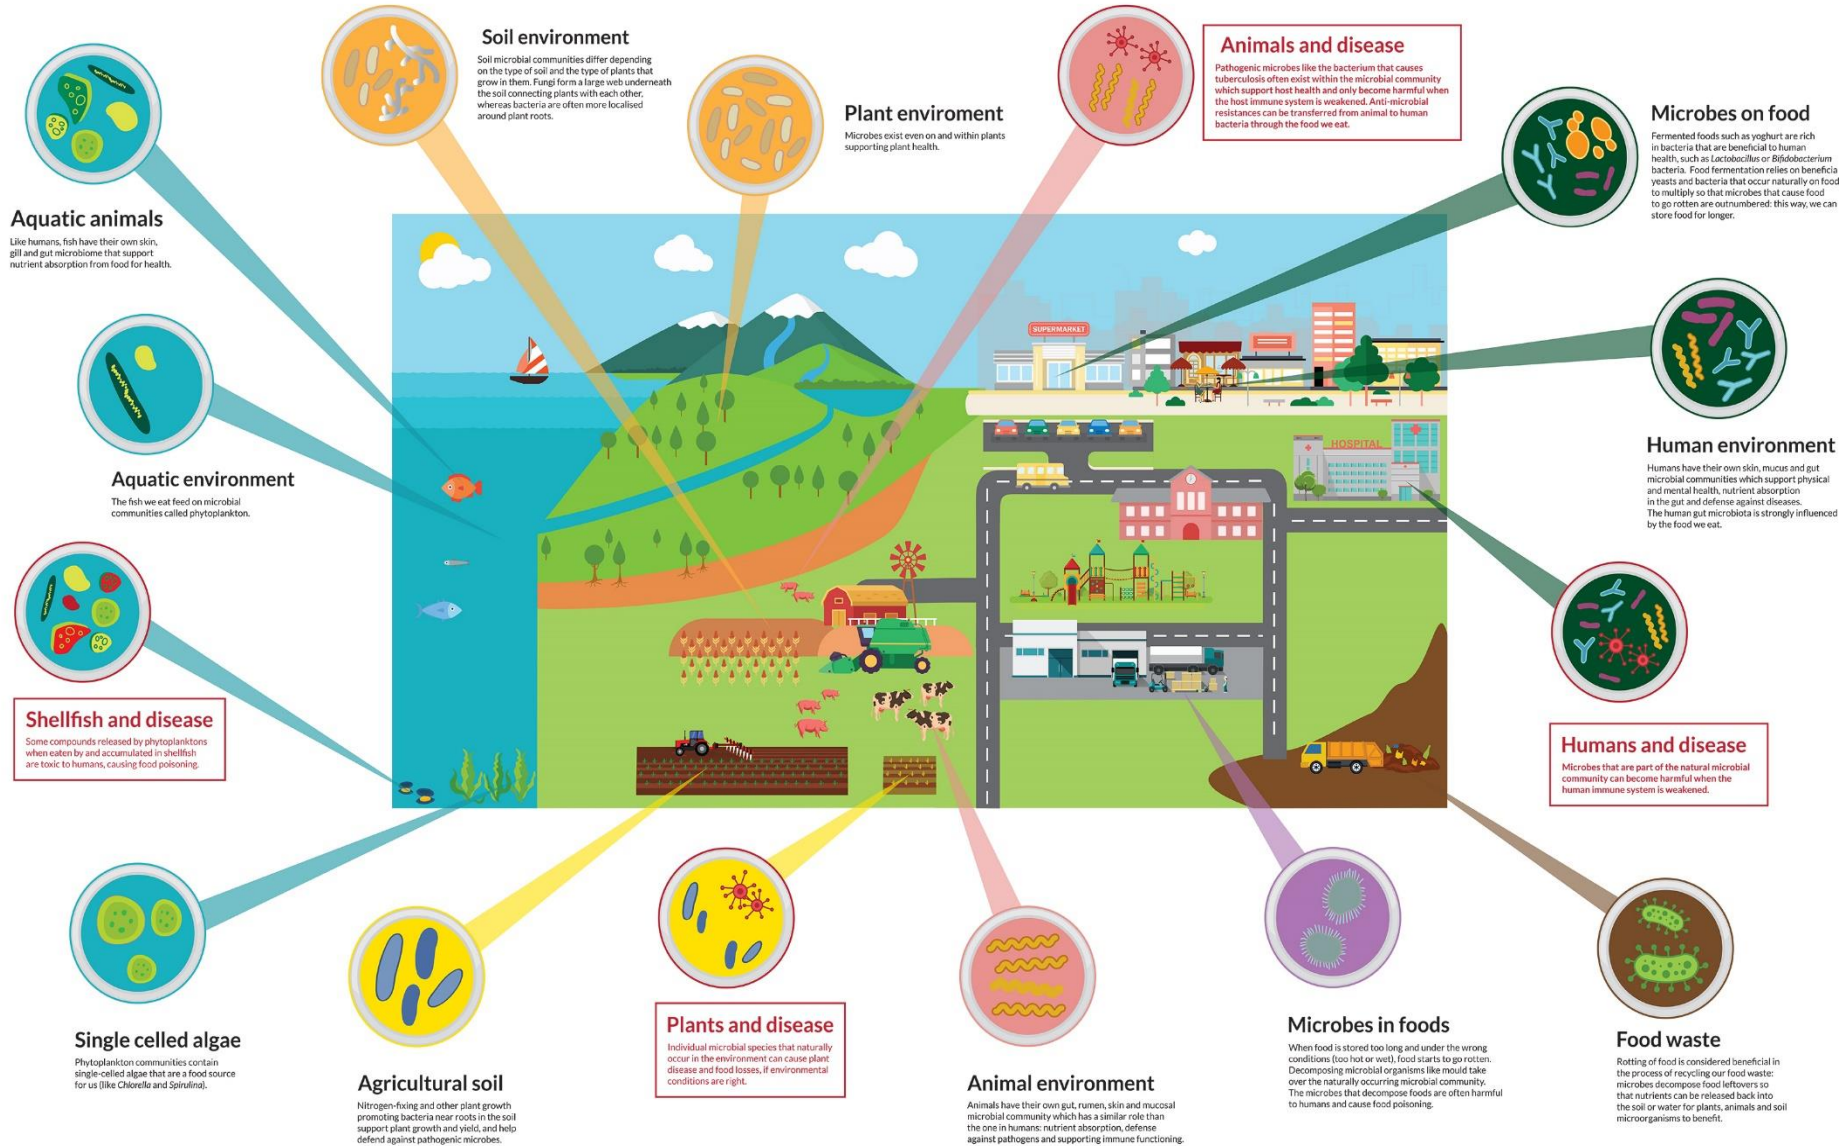 Soil environment
Soil microbial communities differ depending
on the type of soil and the type of plants that
grow in them. Fungi form a large web underneath
the soil connecting plants with each other,
whereas bacteria are often more localised
around plant roots.
Plant enviroment
Microbes exist even on and within plants
supporting plant health.
Animals and disease
Pathogenic microbes like the bacterium that causes
tuberculosis often exist within the microbial community
which support host health and only become harmful when
the host immune system is weakened. Anti-microbial
resistances can be transferred from animal to human
bacteria through the food we eat.
Microbes on food
Fermented foods such as yoghurt are rich
in bacteria that are beneficial to human
health, such as Lactobacillus or Bifidobacterium
bacteria. Food fermentation relies on beneficia
yeasts and bacteria that occur naturally on food
to multiply so that microbes that cause food
to go rotten are outnumbered: this way, we can
store food for longer.
Aquatic animals
Like humans, fish have their own skin,
gill and gut microbiome that support
nutrient absorption from food for health.
SUPERMARKET
HOSPITAL
Human environment
Humans have their own skin, mucus and gut
microbial communities which support physical
and mental health, nutrient absorption
in the gut and defense against diseases.
The human gut microbiota is strongly influenced
by the food we eat.
Aquatic environment
The fish we eat feed on microbial
communities called phytoplankton.
Shellfish and disease
Some compounds released by phytoplanktons
when eaten by and accumulated in shellfish
are toxic to humans, causing food poisoning.
Humans and disease
Microbes that are part of the natural microbial
community can become harmful when the
human immune system is weakened.
Single celled algae
Phytoplankton communities contain
single-celled algae that are a food source
for us (like Chlorella and Spirulina).
Agricultural soil
Nitrogen-fixing and other plant growth
promoting bacteria near roots in the soil
support plant growth and yield, and help
defend against pathogenic microbes.
Plants and disease
Individual microbial species that naturally
occur in the environment can cause plant
disease and food losses, if environmental
conditions are right.
Animal environment
Animals have their own gut, rumen, skin and mucosal
microbial community which has a similar role than
the one in humans: nutrient absorption, defense
against pathogens and supporting immune functioning.
Microbes in foods
When food is stored too long and under the wrong
conditions (too hot or wet), food starts to go rotten.
Decomposing microbial organisms like mould take
over the naturally occurring microbial community.
The microbes that decompose foods are often harmful
to humans and cause food poisoning.
Food waste
Rotting of food is considered beneficial in
the process of recycling our food waste:
microbes decompose food leftovers so
that nutrients can be released back into
the soil or water for plants, animals and soil
microorganisms to benefit.